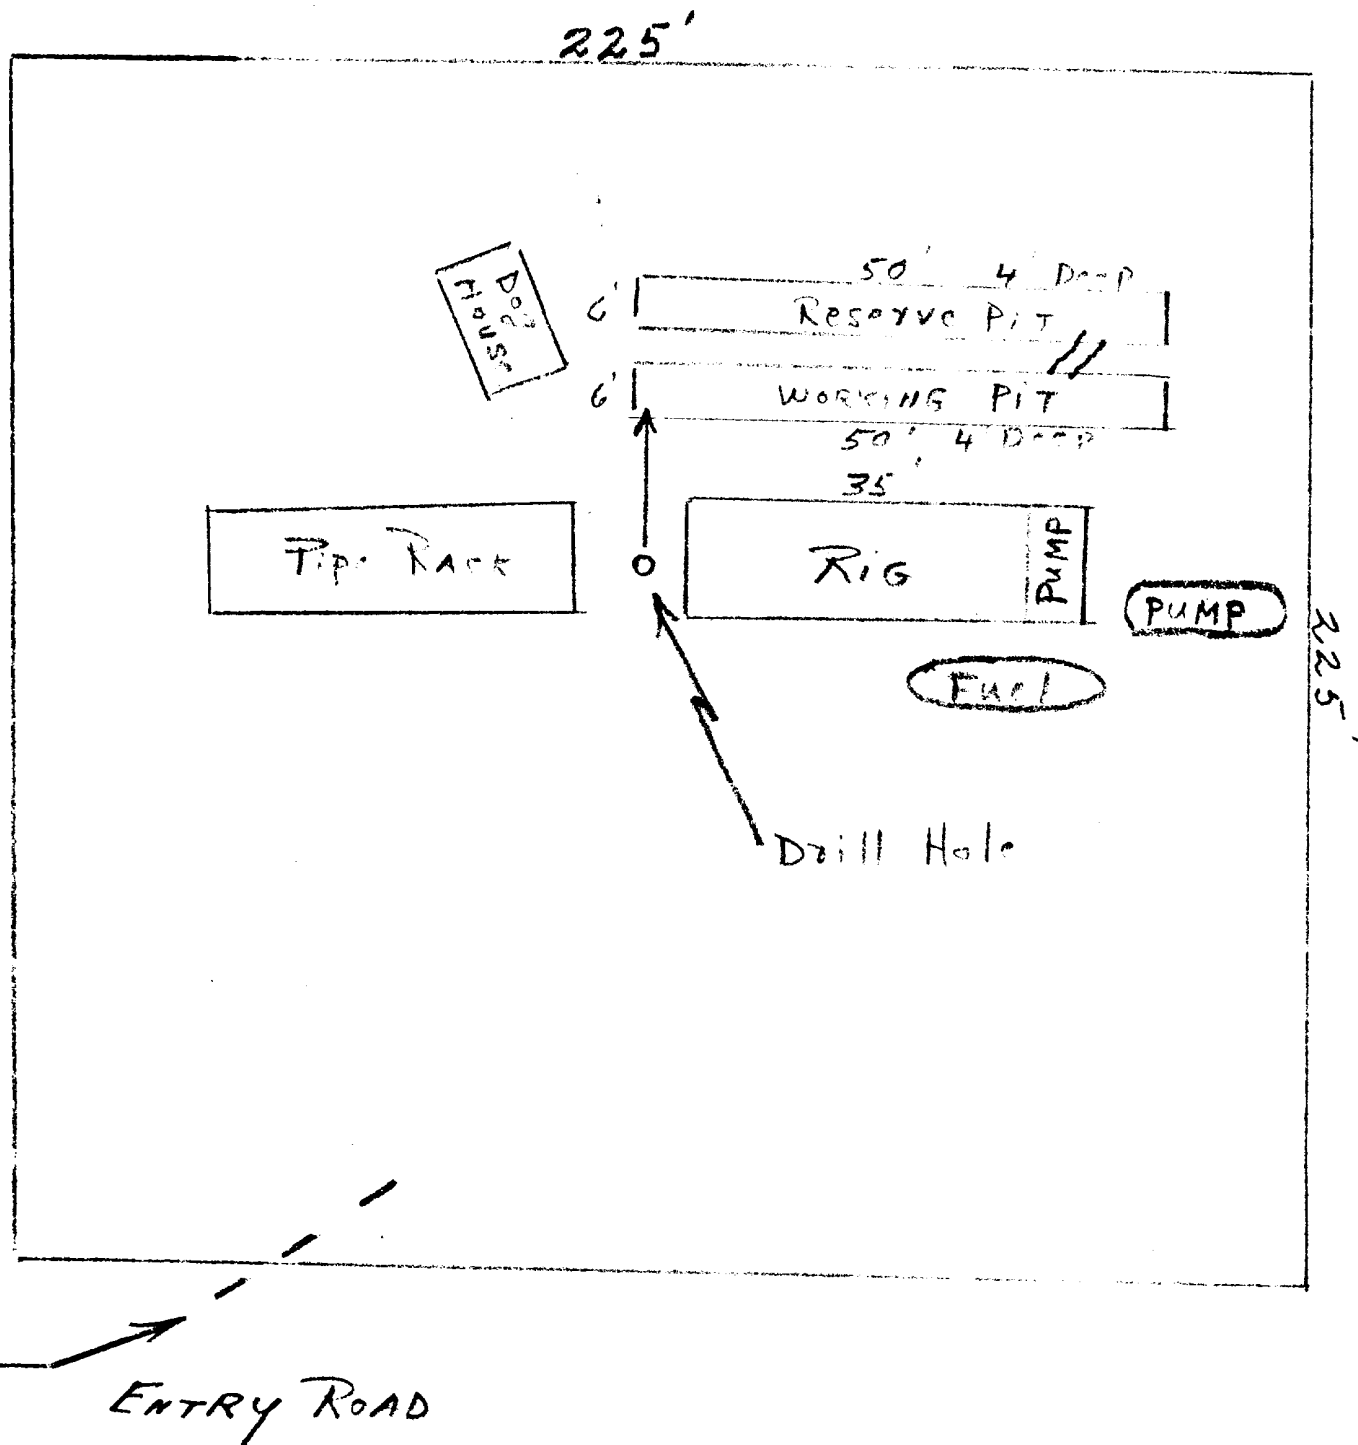 225'
Dog
House
50' 4' Deep
6'
Reserve Pit
6'
WORKING PIT
50' 4' Deep
35'
Pipe Rack
RIG
PUMP
PUMP
225'
Fuel
Drill Hole
ENTRY ROAD